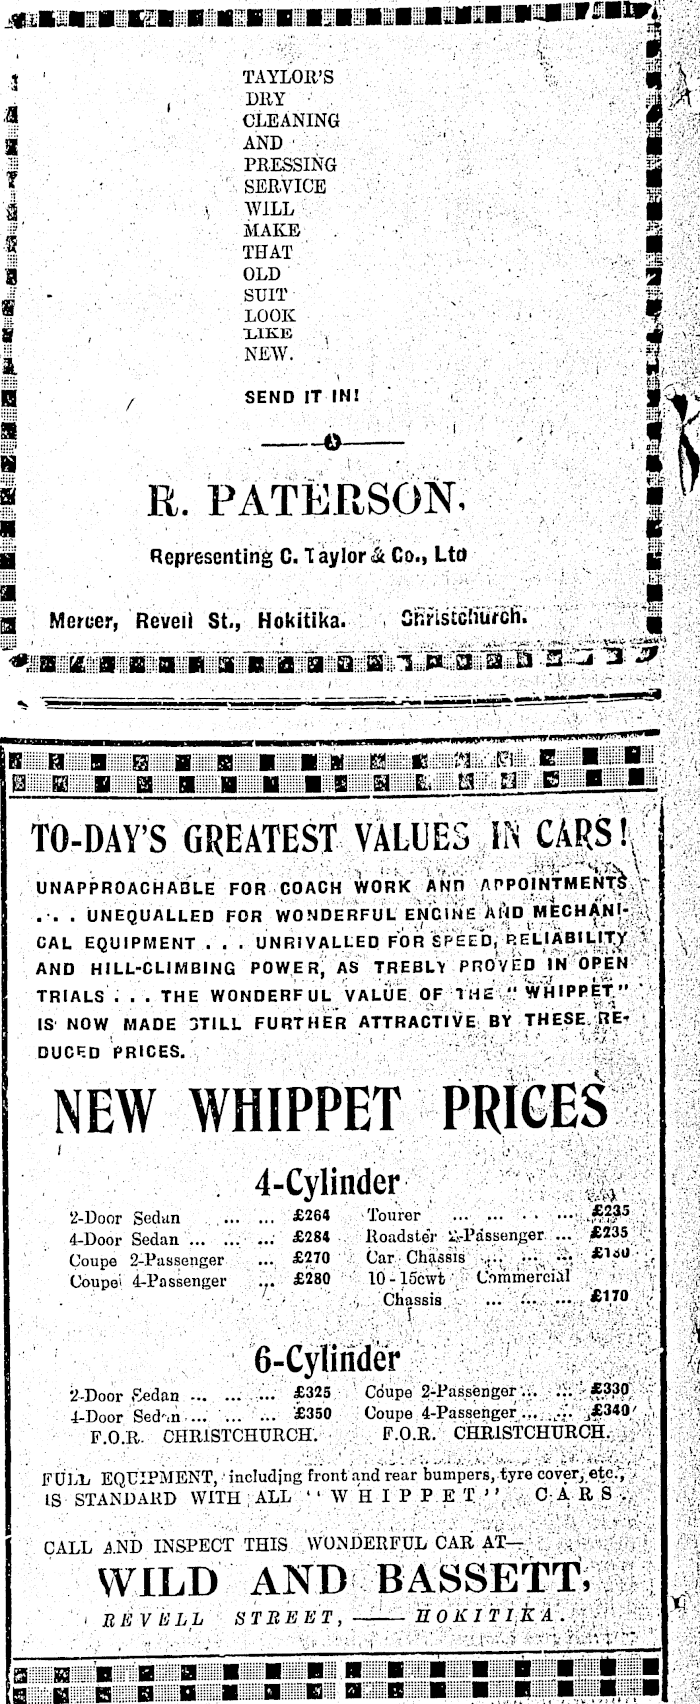 TAYLOR'S
DRY
CLEANING
AND
PRESSING
SERVICE
WILL
MAKE
THAT
OLD
SUIT
LOOK
LIKE
NEW.
SEND IT IN!
R. PATERSON,
Representing C. Taylor & Co., Ltd
Mercer, Revell St., Hokitika. Christchurch.
TO-DAY'S GREATEST VALUES IN CARS!
UNAPPROACHABLE FOR COACH WORK AND APPOINTMENTS
. . . UNEQUALLED FOR WONDERFUL ENGINE AND MECHANI-
CAL EQUIPMENT . . . UNRIVALLED FOR SPEED, RELIABILITY
AND HILL-CLIMBING POWER, AS TREBLY PROVED IN OPEN
TRIALS . . . THE WONDERFUL VALUE OF THE "WHIPPET"
IS NOW MADE STILL FURTHER ATTRACTIVE BY THESE RE-
DUCED PRICES.
NEW WHIPPET PRICES
4-Cylinder
2-Door Sedan ... ... £264 Tourer ... ... ... ... £235
4-Door Sedan ... ... ... £284 Roadster 2-Passenger ... £235
Coupe 2-Passenger ... £270 Car Chassis ... ... ...
Coupe 4-Passenger ... £280 10-15cwt Commercial
Chassis ... ... ... £170
6-Cylinder
2-Door Sedan ... ... ... £325 Coupe 2-Passenger ... ... £330
4-Door Sedan ... ... ... £350 Coupe 4-Passenger ... ... £340
F.O.R. CHRISTCHURCH. F.O.R. CHRISTCHURCH.
FULL EQUIPMENT, including front and rear bumpers, tyre cover, etc.,
IS STANDARD WITH ALL "WHIPPET" CARS.
CALL AND INSPECT THIS WONDERFUL CAR AT—
WILD AND BASSETT,
REVELL STREET, —— HOKITIKA.